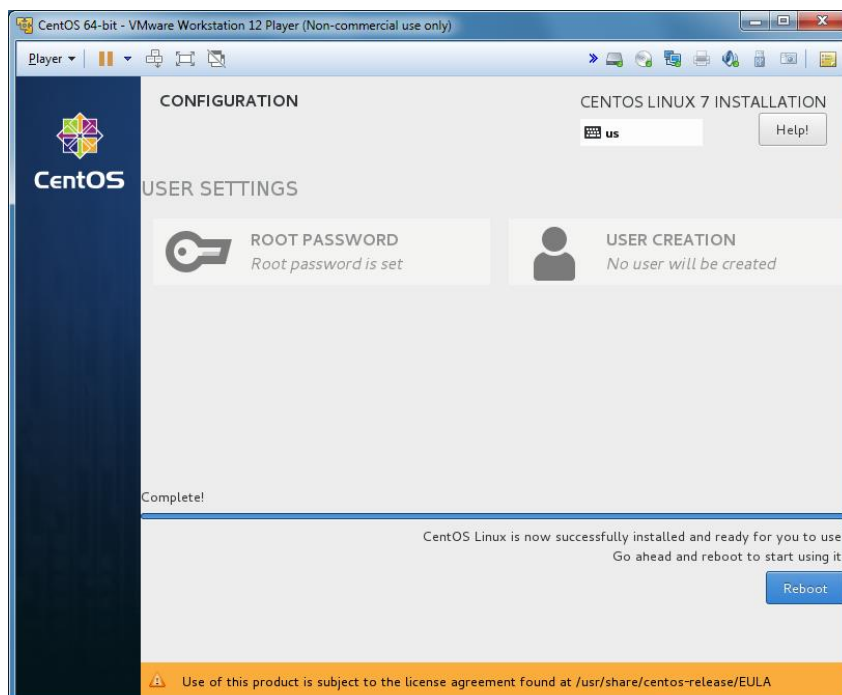 CentOS 64-bit - VMware Workstation 12 Player (Non-commercial use only)
Player
CONFIGURATION
CENTOS LINUX 7 INSTALLATION
us
Help!
CentOS
USER SETTINGS
ROOT PASSWORD
Root password is set
USER CREATION
No user will be created
Complete!
CentOS Linux is now successfully installed and ready for you to use
Go ahead and reboot to start using it
Reboot
Use of this product is subject to the license agreement found at /usr/share/centos-release/EULA